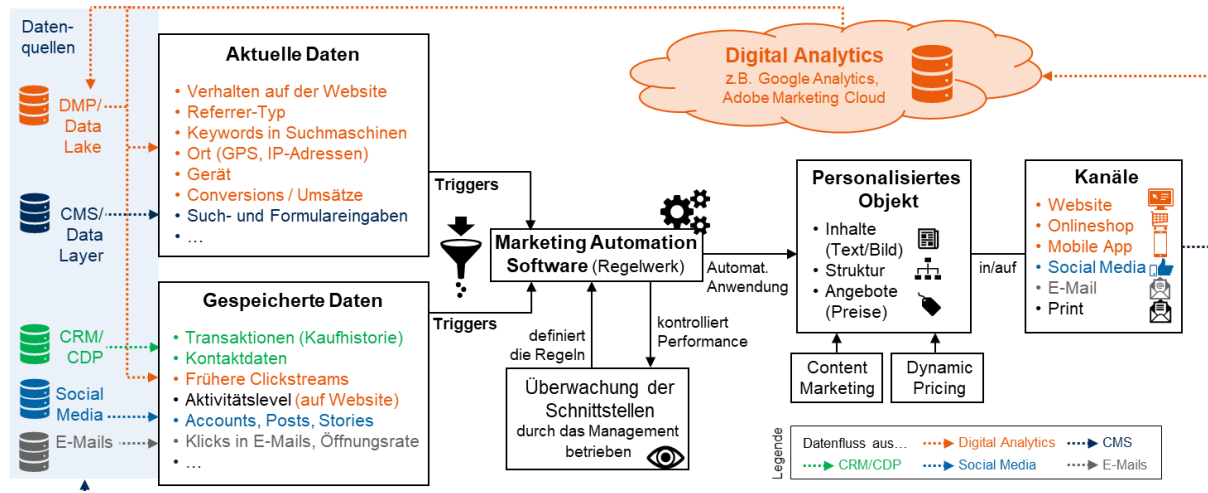 Daten-
quellen
DMP/
Data
Lake
CMS/
Data
Layer
CRM/
CDP
Social
Media
E-Mails
Aktuelle Daten
• Verhalten auf der Website
• Referrer-Typ
• Keywords in Suchmaschinen
• Ort (GPS, IP-Adressen)
• Gerät
• Conversions / Umsätze
• Such- und Formulareingaben
• …
Gespeicherte Daten
• Transaktionen (Kaufhistorie)
• Kontaktdaten
• Frühere Clickstreams
• Aktivitätslevel (auf Website)
• Accounts, Posts, Stories
• Klicks in E-Mails, Öffnungsrate
• …
Triggers
Triggers
Marketing Automation
Software (Regelwerk)
definiert
die Regeln
kontrolliert
Performance
Überwachung der
Schnittstellen
durch das Management
betrieben
Digital Analytics
z.B. Google Analytics,
Adobe Marketing Cloud
Automat.
Anwendung
Personalisiertes
Objekt
• Inhalte
(Text/Bild)
• Struktur
• Angebote
(Preise)
Content
Marketing
Dynamic
Pricing
in/auf
Kanäle
• Website
• Onlineshop
• Mobile App
• Social Media
• E-Mail
• Print
Legende
Datenfluss aus…
Digital Analytics
CMS
CRM/CDP
Social Media
E-Mails